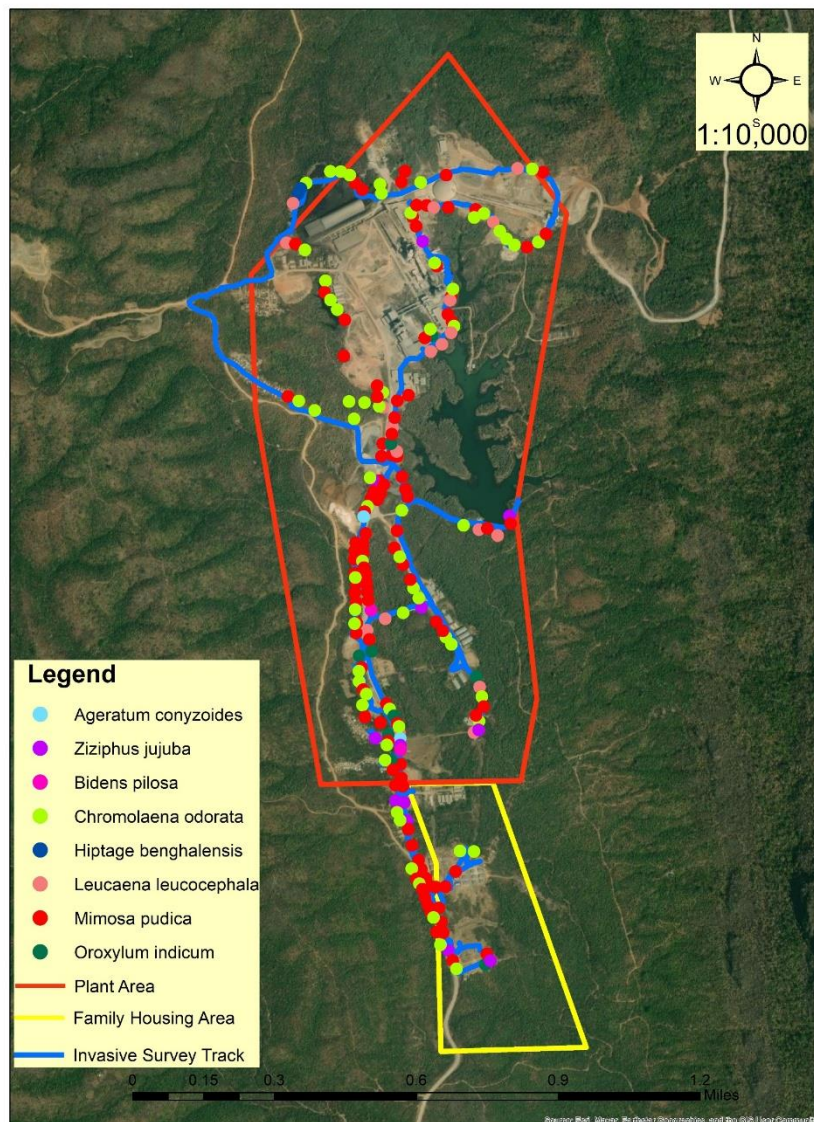 N
W E
S
1:10,000
Legend
Ageratum conyzoides
Ziziphus jujuba
Bidens pilosa
Chromolaena odorata
Hiptage benghalensis
Leucaena leucocephala
Mimosa pudica
Oroxylum indicum
Plant Area
Family Housing Area
Invasive Survey Track
0 0.15 0.3 0.6 0.9 1.2
Miles